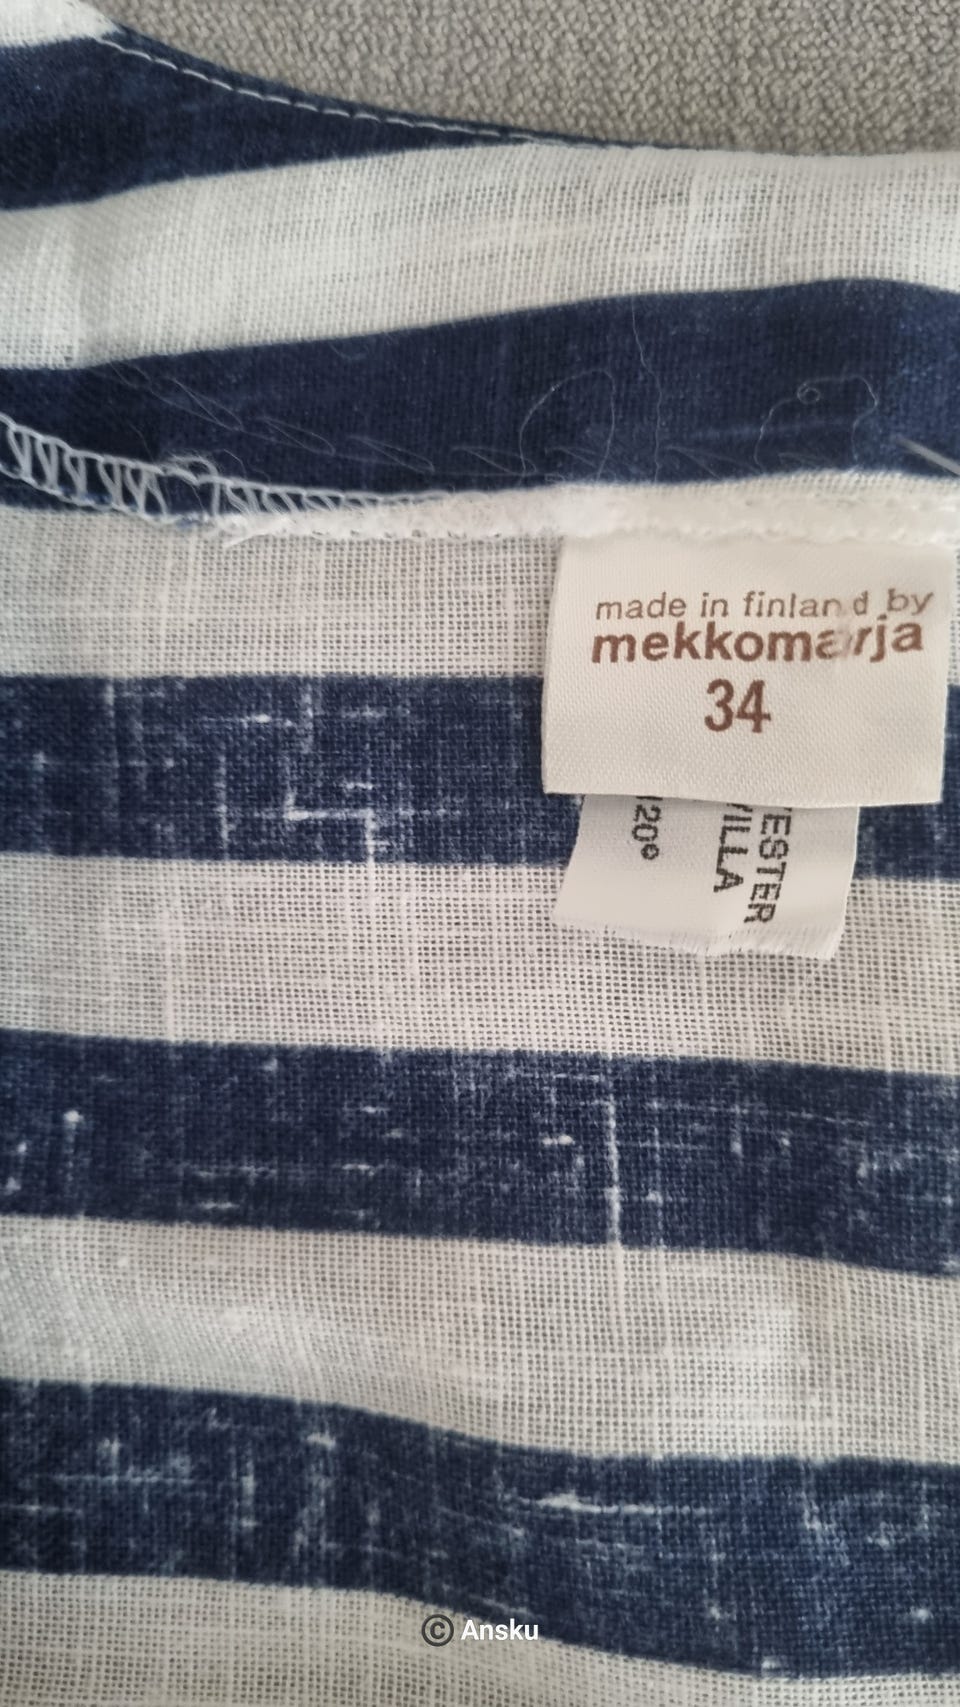 made in finland by
mekkomarja
34
20°
VILLA
ESTER
© Ansku